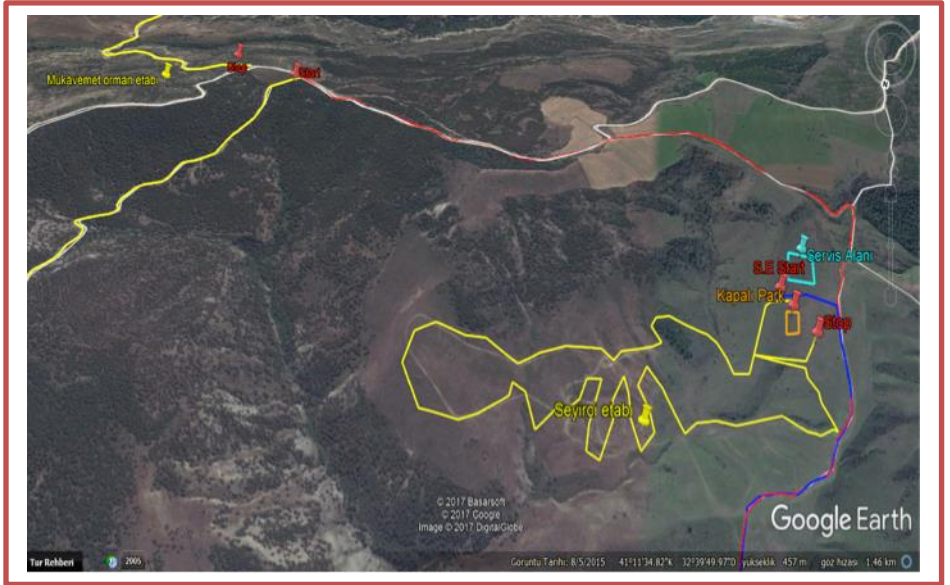 Mukavemet orman etabı
Stop
Start
Servis Alanı
S.E Start
Kapalı Park
Stop
Seyirci etabı
© 2017 Basarsoft
© 2017 Google
Image © 2017 DigitalGlobe
Google Earth
Tur Rehberi
2005
Görüntü Tarihi: 8/5/2015 41°11'34.82"K 32°39'49.97"D yükseklik 457 m göz hizası 1.46 km